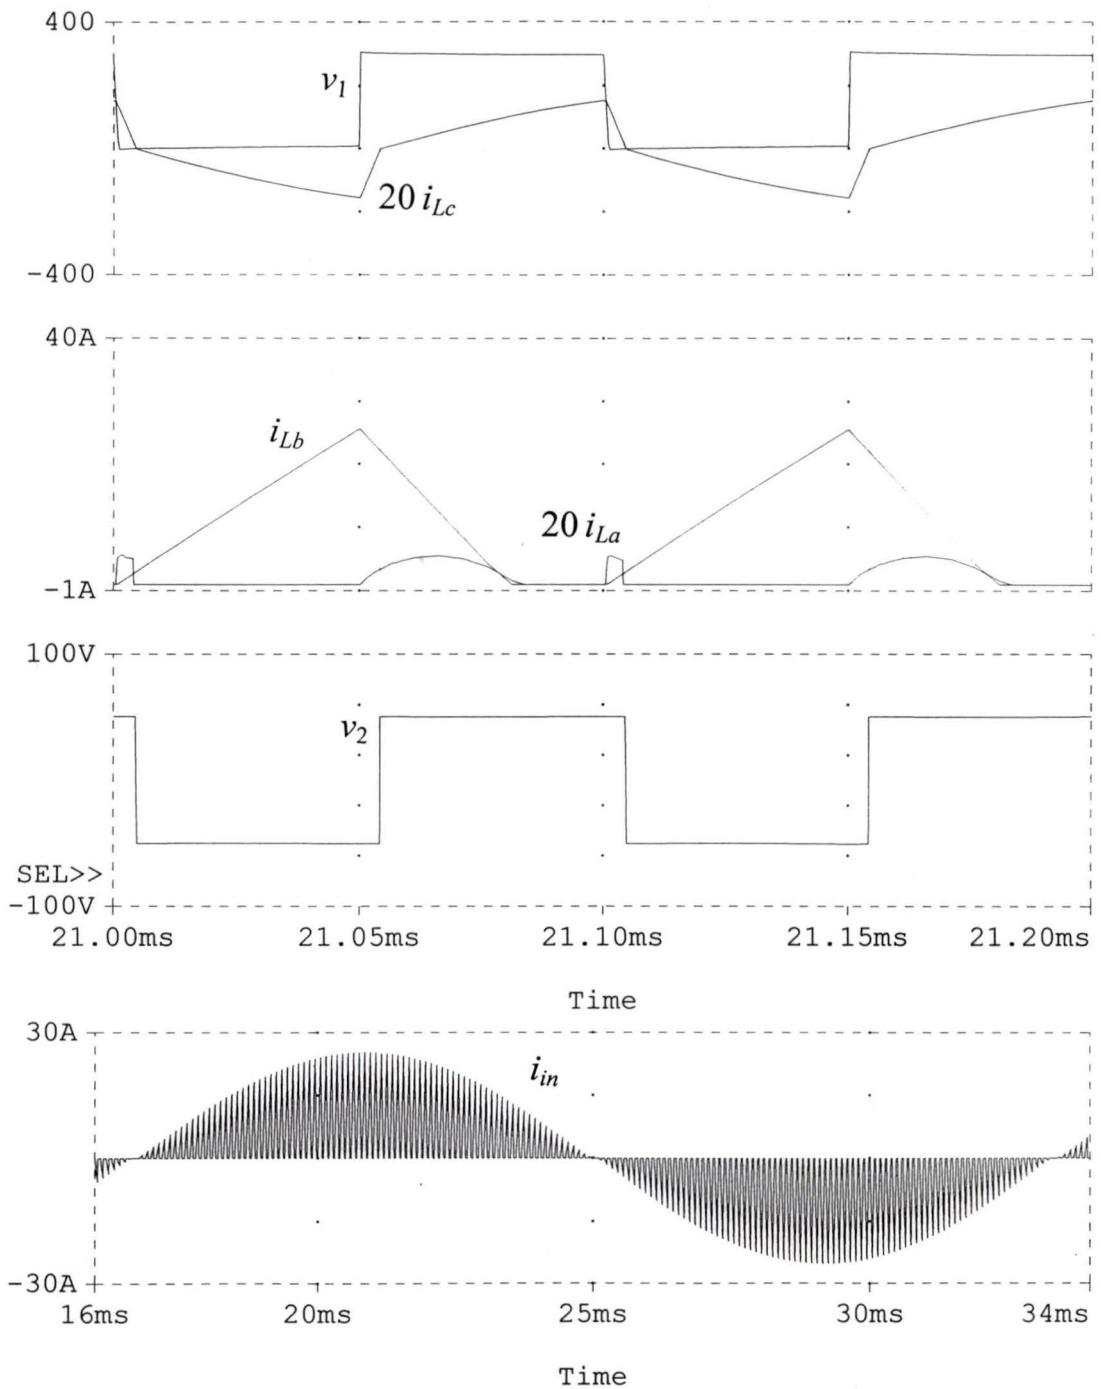 400
v1
20 iLc
-400
40A
iLb
20 iLa
-1A
100V
v2
SEL>>
-100V
21.00ms 21.05ms 21.10ms 21.15ms 21.20ms
Time
30A
iin
-30A
16ms 20ms 25ms 30ms 34ms
Time